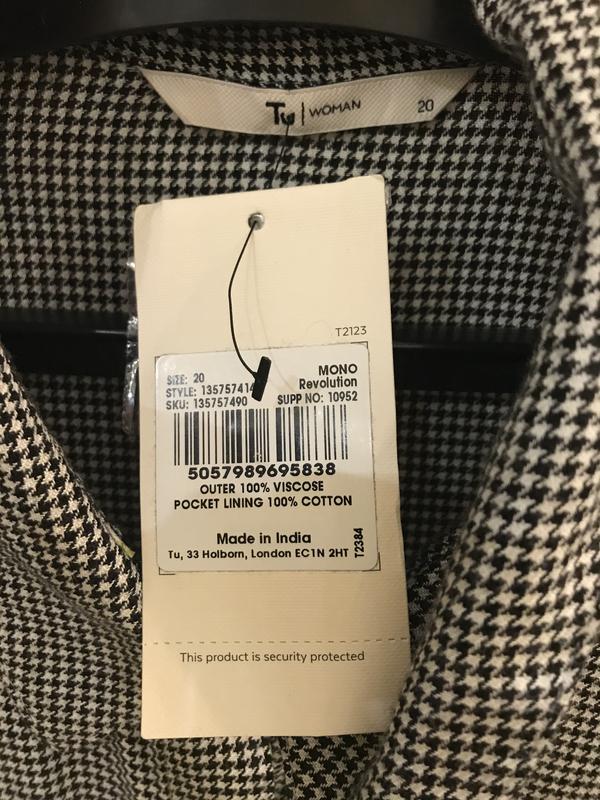 Tu | WOMAN 20
T2123
SIZE: 20 MONO
STYLE: 13575741 Revolution
SKU: 135757490 SUPP NO: 10952
5057989695838
OUTER 100% VISCOSE
POCKET LINING 100% COTTON
Made in India
Tu, 33 Holborn, London EC1N 2HT
T2384
This product is security protected